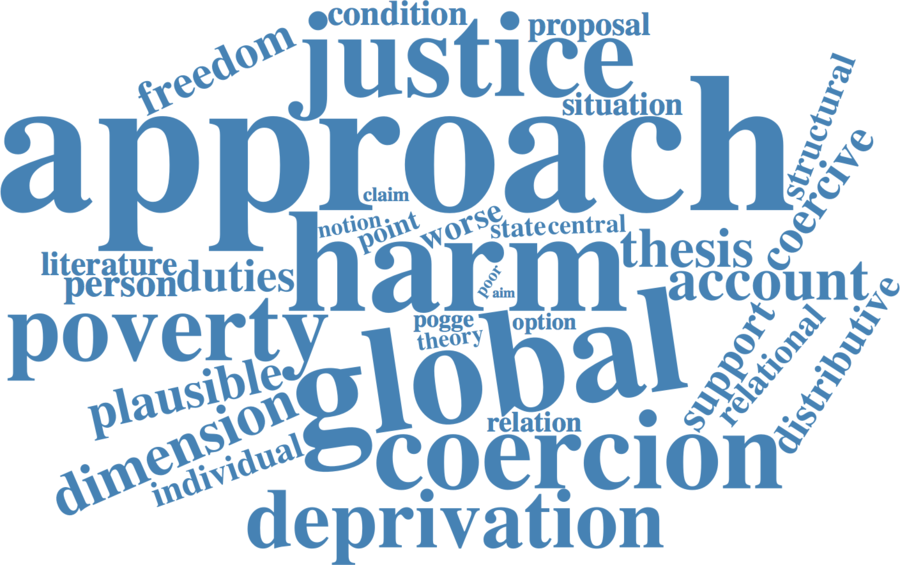 condition
proposal
justice
freedom
situation
structural
approach
coercive
claim
notion
point
worse
state
central
harm
thesis
literature
person
duties
poor
aim
account
poverty
pogge
option
theory
global
support
relational
distributive
plausible
dimension
individual
relation
coercion
deprivation